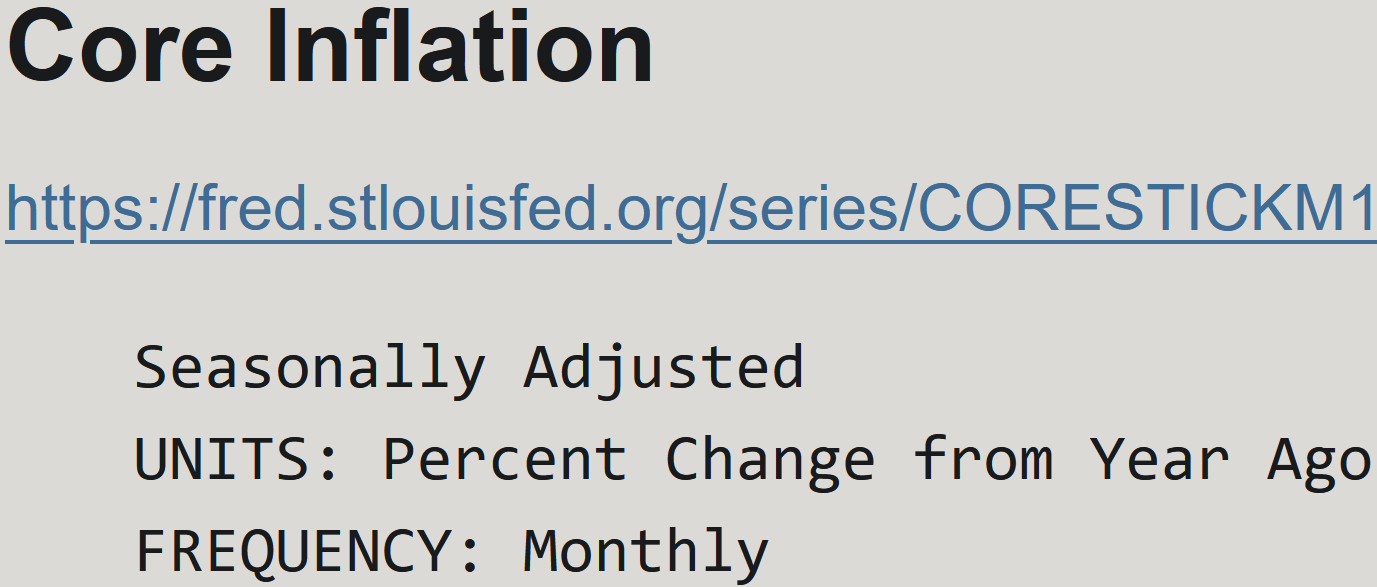 Core Inflation
https://fred.stlouisfed.org/series/CORESTICKM1
Seasonally Adjusted
UNITS: Percent Change from Year Ago
FREQUENCY: Monthly